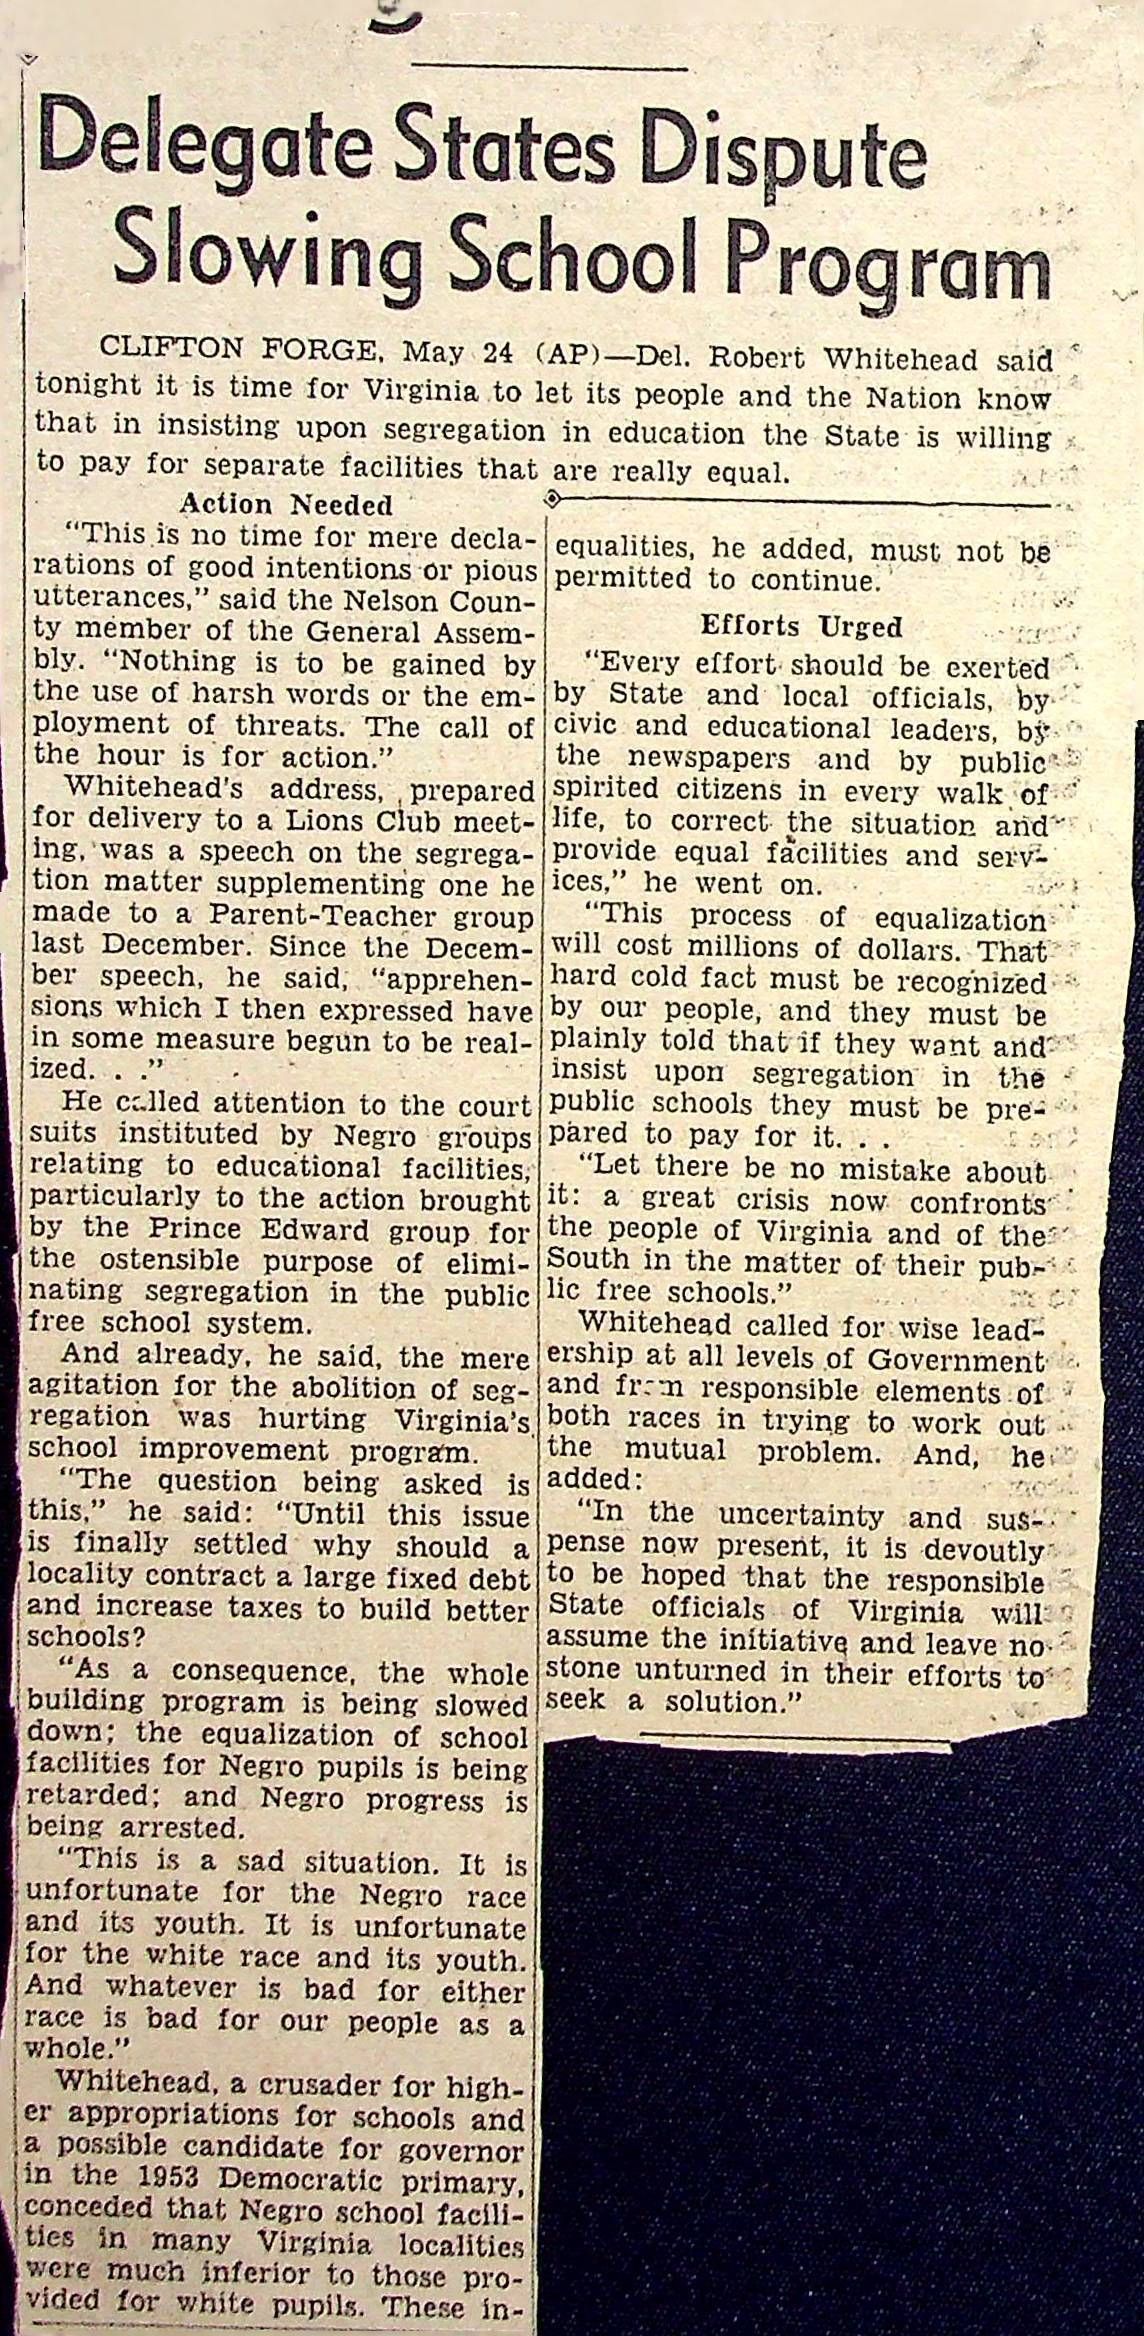 Delegate States Dispute
Slowing School Program
CLIFTON FORGE, May 24 (AP)—Del. Robert Whitehead said
tonight it is time for Virginia to let its people and the Nation know
that in insisting upon segregation in education the State is willing
to pay for separate facilities that are really equal.
Action Needed
“This is no time for mere decla-
rations of good intentions or pious
utterances,” said the Nelson Coun-
ty member of the General Assem-
bly. “Nothing is to be gained by
the use of harsh words or the em-
ployment of threats. The call of
the hour is for action.”
Whitehead's address, prepared
for delivery to a Lions Club meet-
ing, was a speech on the segrega-
tion matter supplementing one he
made to a Parent-Teacher group
last December. Since the Decem-
ber speech, he said, “apprehen-
sions which I then expressed have
in some measure begun to be real-
ized. . .”
He called attention to the court
suits instituted by Negro groups
relating to educational facilities,
particularly to the action brought
by the Prince Edward group for
the ostensible purpose of elimi-
nating segregation in the public
free school system.
And already, he said, the mere
agitation for the abolition of seg-
regation was hurting Virginia's
school improvement program.
“The question being asked is
this,” he said: “Until this issue
is finally settled why should a
locality contract a large fixed debt
and increase taxes to build better
schools?
“As a consequence, the whole
building program is being slowed
down; the equalization of school
facilities for Negro pupils is being
retarded; and Negro progress is
being arrested.
“This is a sad situation. It is
unfortunate for the Negro race
and its youth. It is unfortunate
for the white race and its youth.
And whatever is bad for either
race is bad for our people as a
whole.”
Whitehead, a crusader for high-
er appropriations for schools and
a possible candidate for governor
in the 1953 Democratic primary,
conceded that Negro school facili-
ties in many Virginia localities
were much inferior to those pro-
vided for white pupils. These in-
equalities, he added, must not be
permitted to continue.
Efforts Urged
“Every effort should be exerted
by State and local officials, by
civic and educational leaders, by
the newspapers and by public
spirited citizens in every walk of
life, to correct the situation and
provide equal facilities and serv-
ices,” he went on.
“This process of equalization
will cost millions of dollars. That
hard cold fact must be recognized
by our people, and they must be
plainly told that if they want and
insist upon segregation in the
public schools they must be pre-
pared to pay for it. . .
“Let there be no mistake about
it: a great crisis now confronts
the people of Virginia and of the
South in the matter of their pub-
lic free schools.”
Whitehead called for wise lead-
ership at all levels of Government
and from responsible elements of
both races in trying to work out
the mutual problem. And, he
added:
“In the uncertainty and sus-
pense now present, it is devoutly
to be hoped that the responsible
State officials of Virginia will
assume the initiative and leave no
stone unturned in their efforts to
seek a solution.”